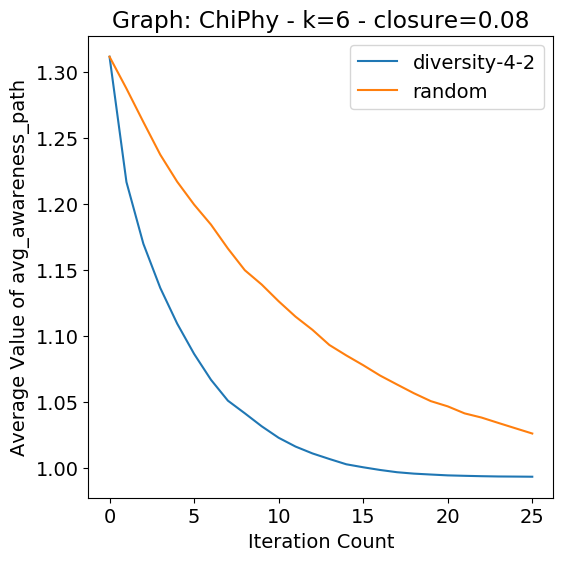 Graph: ChiPhy - k=6 - closure=0.08
diversity-4-2
random
Average Value of avg_awareness_path
1.30
1.25
1.20
1.15
1.10
1.05
1.00
0 5 10 15 20 25
Iteration Count